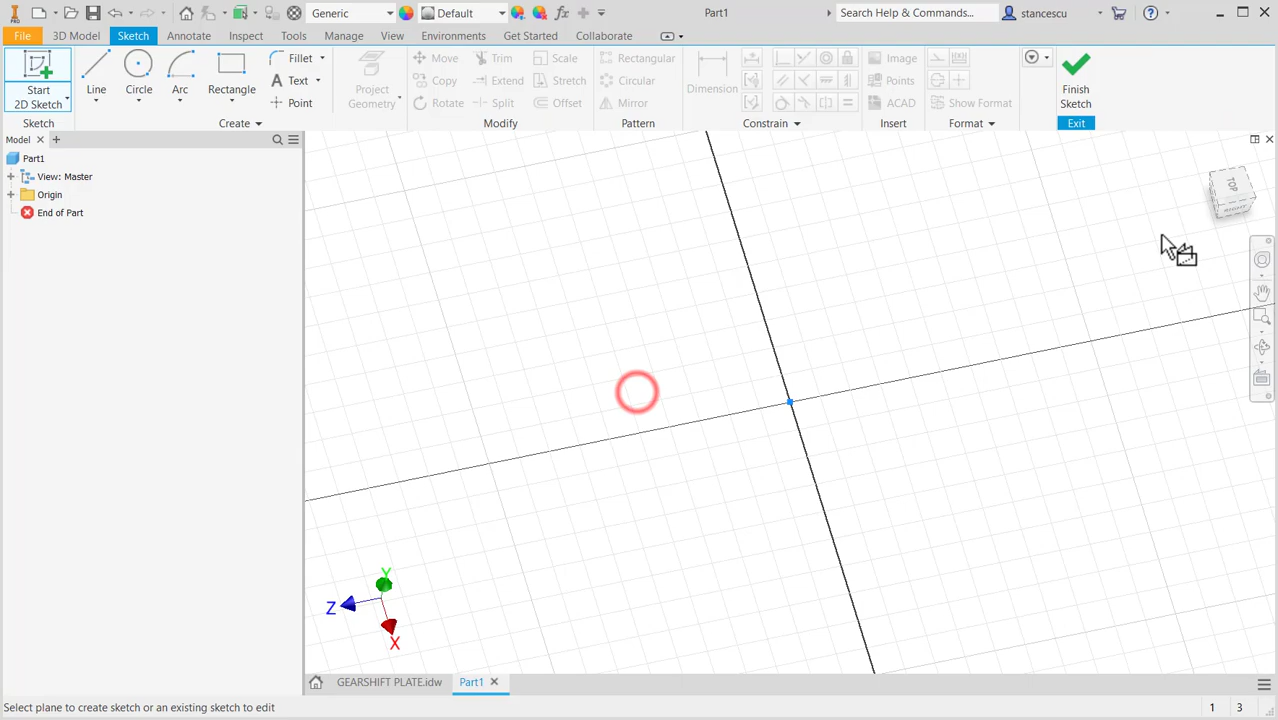 PRO Generic Default fx Part1 Search Help & Commands... stancescu
File 3D Model Sketch Annotate Inspect Tools Manage View Environments Get Started Collaborate
Start 2D Sketch
Line
Circle
Arc
Rectangle
Fillet
Text
Point
Project Geometry
Move Trim Scale
Copy Extend Stretch
Rotate Split Offset
Rectangular
Circular
Mirror
Dimension
Image
Points
ACAD
Show Format
Finish Sketch
Sketch Create Modify Pattern Constrain Insert Format Exit
Model
Part1
View: Master
Origin
End of Part
TOP
Y
Z
X
GEARSHIFT PLATE.idw Part1
Select plane to create sketch or an existing sketch to edit 1 3